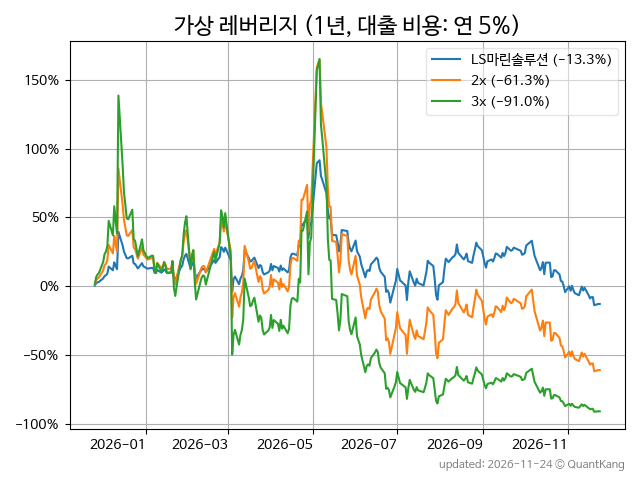 가상 레버리지 (1년, 대출 비용: 연 5%)
LS마린솔루션 (−13.3%)
2x (−61.3%)
3x (−91.0%)
150%
100%
50%
0%
−50%
−100%
2026-01
2026-03
2026-05
2026-07
2026-09
2026-11
updated: 2026-11-24 © QuantKang